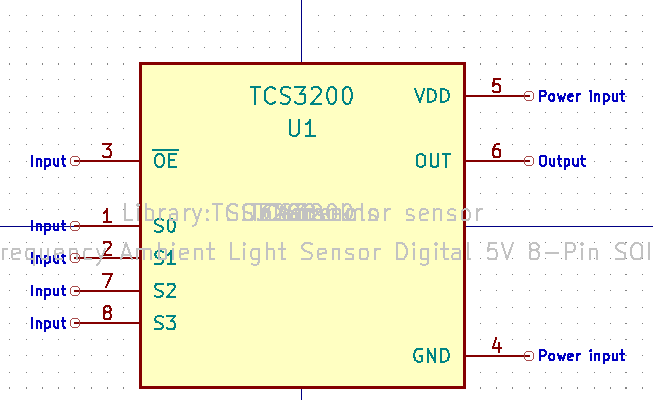 TCS3200
U1
VDD 5 Power input
Input 3 OE OUT 6 Output
Input 1 S0
sensor
Input 2 S1
Ambient Light Sensor Digital 5V 8-Pin
Input 7 S2
Input 8 S3
GND 4 Power input